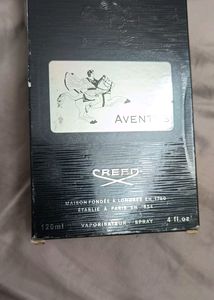 AVENTUS
CREED
MAISON FONDÉE À LONDRES EN 1760
ÉTABLIE À PARIS EN 1854
120ml
VAPORISATEUR SPRAY
4 fl.oz